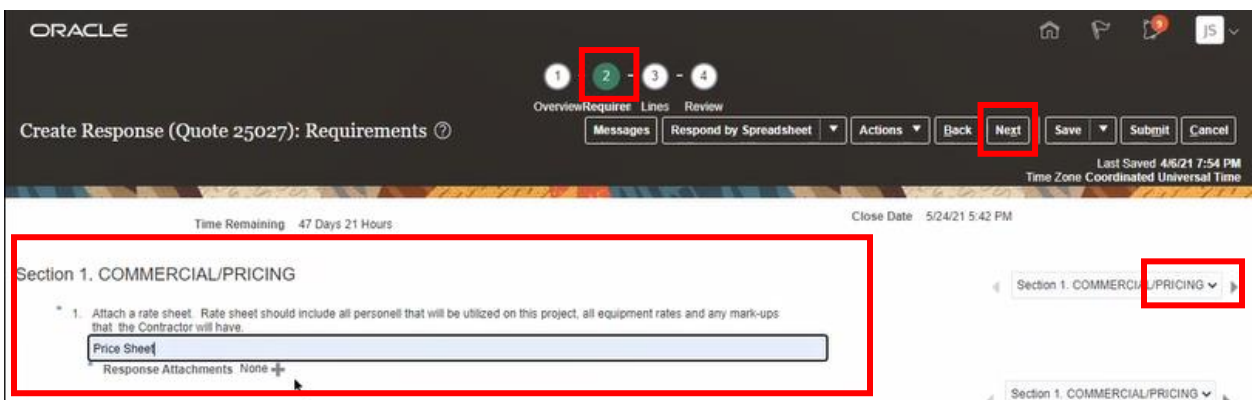 ORACLE
9
JS
1 - 2 - 3 - 4
Overview Requirer Lines Review
Create Response (Quote 25027): Requirements ?
Messages Respond by Spreadsheet Actions Back Next Save Submit Cancel
Last Saved 4/6/21 7:54 PM
Time Zone Coordinated Universal Time
Time Remaining 47 Days 21 Hours
Close Date 5/24/21 5:42 PM
Section 1. COMMERCIAL/PRICING
Section 1. COMMERCIAL/PRICING
* 1. Attach a rate sheet. Rate sheet should include all personell that will be utilized on this project, all equipment rates and any mark-ups
that the Contractor will have.
Price Sheet
* Response Attachments None +
Section 1. COMMERCIAL/PRICING